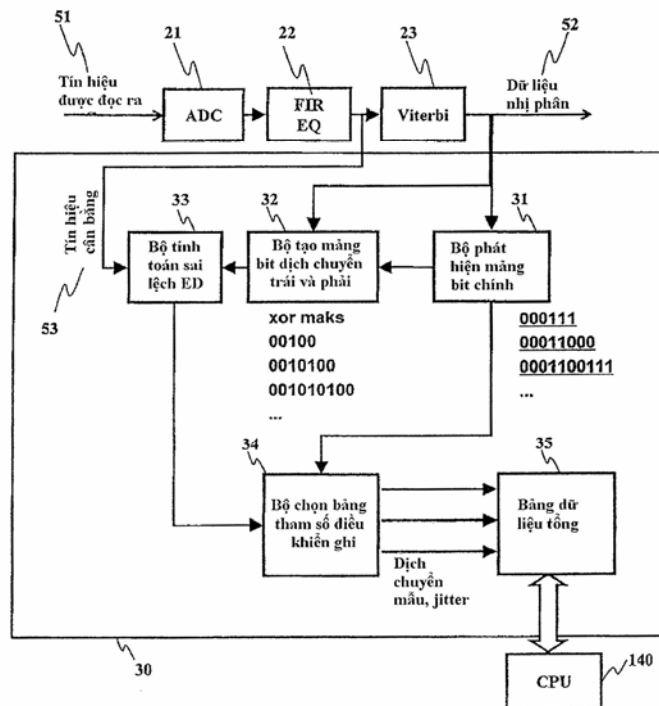 51
21
22
23
52
Tín hiệu
được đọc ra
ADC
FIR
EQ
Viterbi
Dữ liệu
nhị phân
Tín hiệu
cân bằng
53
33
32
31
Bộ tính
toán sai
lệch ED
Bộ tạo mảng
bit dịch chuyển
trái và phải
Bộ phát
hiện mảng
bit chính
xor maks
00100
0010100
001010100
...
000111
00011000
0001100111
...
34
35
Bộ chọn bảng
tham số điều
khiển ghi
Bảng dữ
liệu tổng
Dịch
chuyển
mẫu, jitter
30
140
CPU